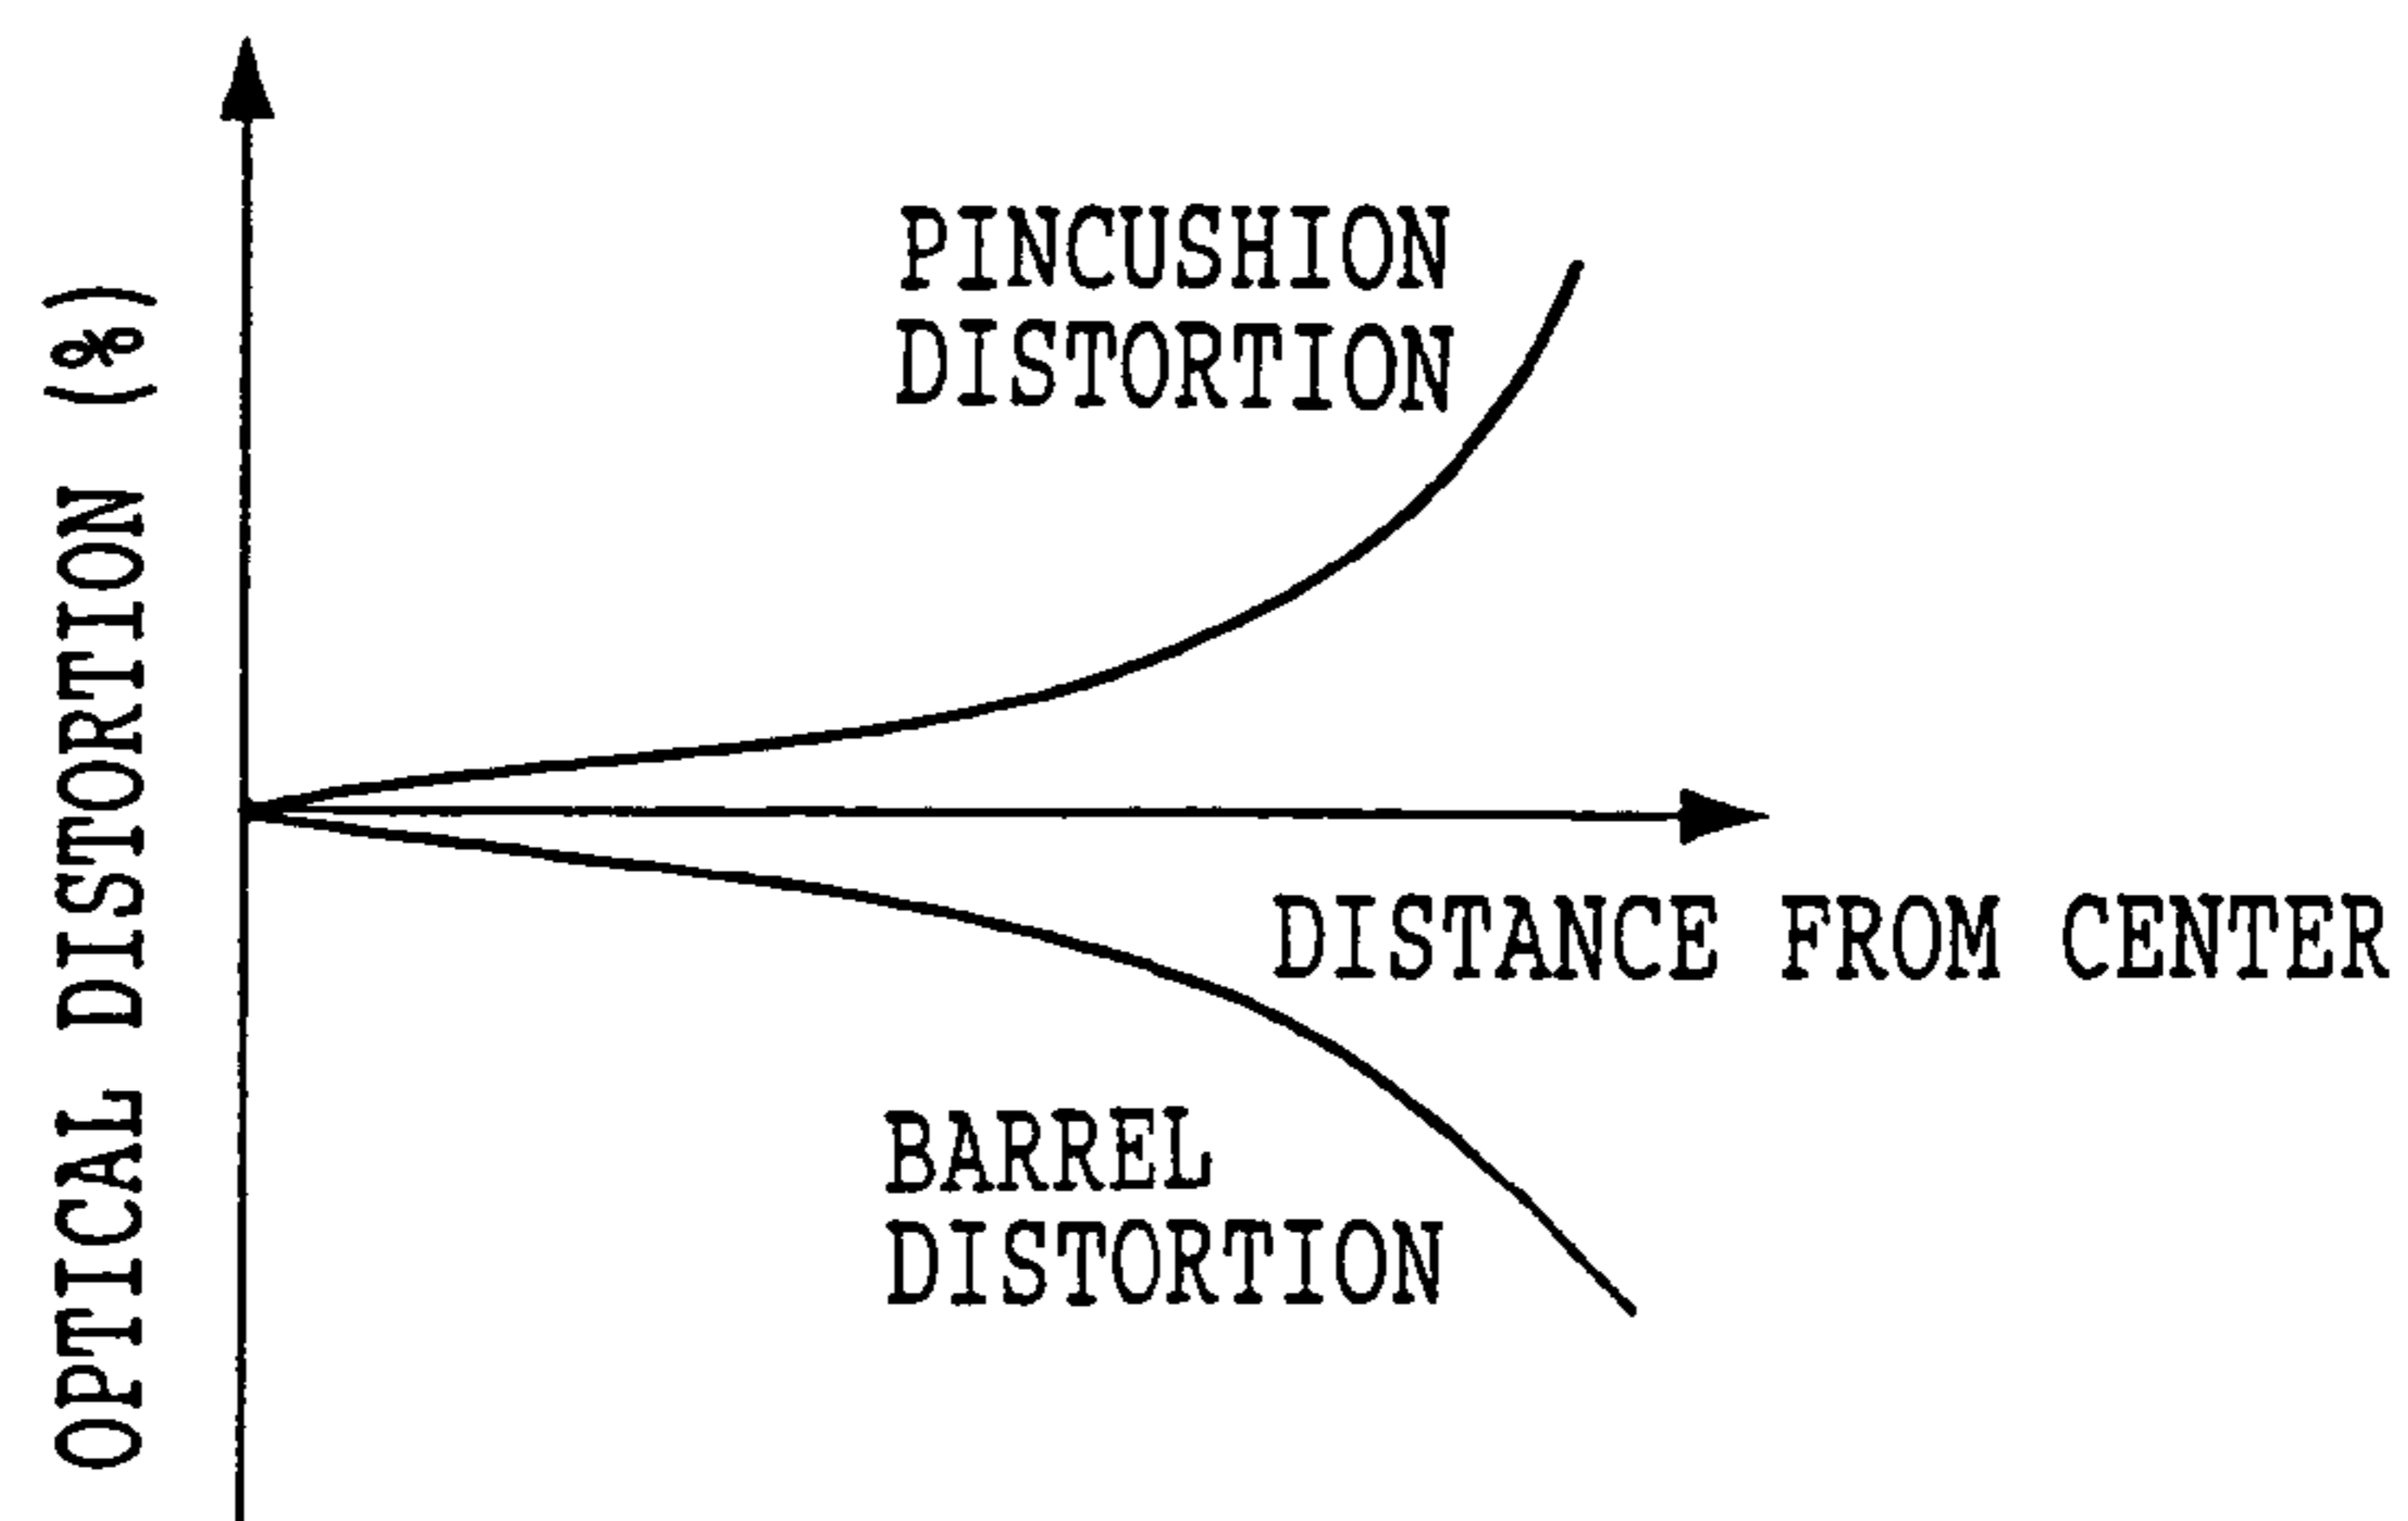 OPTICAL DISTORTION (%)
PINCUSHION
DISTORTION
DISTANCE FROM CENTER
BARREL
DISTORTION